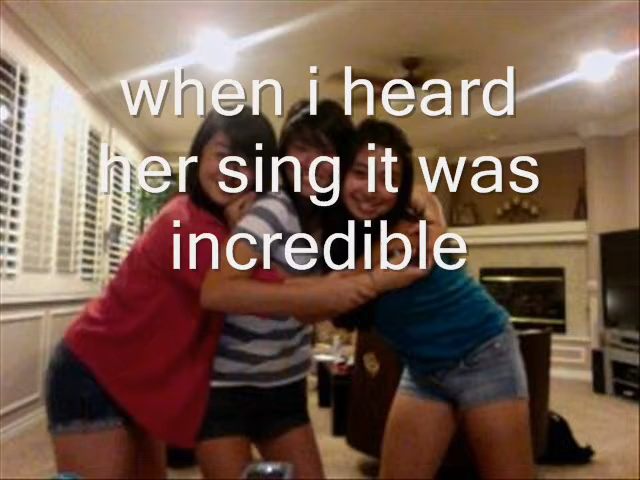 when i heard
her sing it was
incredible